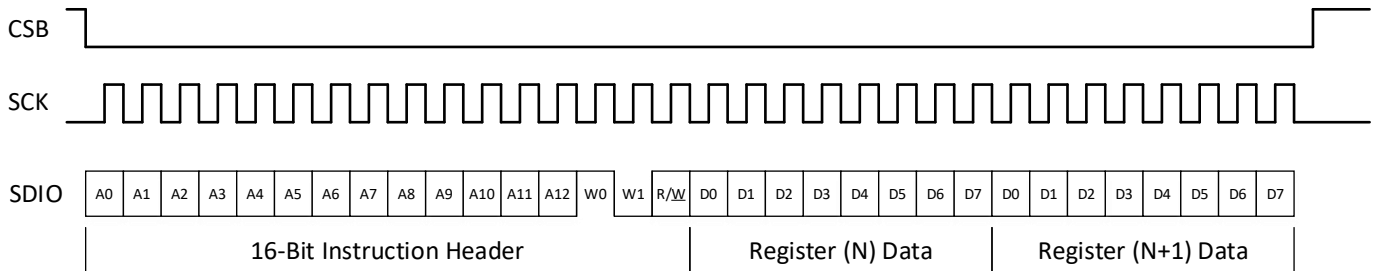 CSB
SCK
SDIO A0 A1 A2 A3 A4 A5 A6 A7 A8 A9 A10 A11 A12 W0 W1 R/W D0 D1 D2 D3 D4 D5 D6 D7 D0 D1 D2 D3 D4 D5 D6 D7
16-Bit Instruction Header Register (N) Data Register (N+1) Data